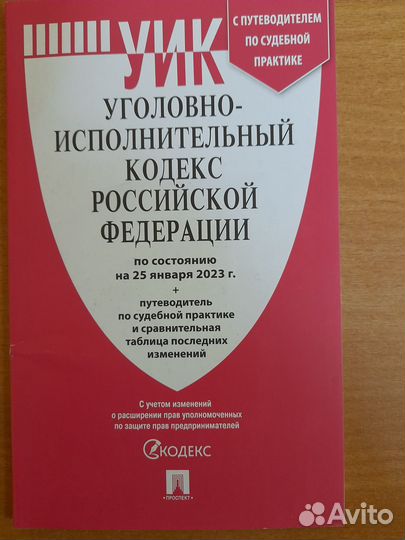 УИК
С ПУТЕВОДИТЕЛЕМ
ПО СУДЕБНОЙ
ПРАКТИКЕ
УГОЛОВНО-
ИСПОЛНИТЕЛЬНЫЙ
КОДЕКС
РОССИЙСКОЙ
ФЕДЕРАЦИИ
по состоянию
на 25 января 2023 г.
+
путеводитель
по судебной практике
и сравнительная
таблица последних
изменений
С учетом изменений
о расширении прав уполномоченных
по защите прав предпринимателей
КОДЕКС
ПРОСПЕКТ
Avito